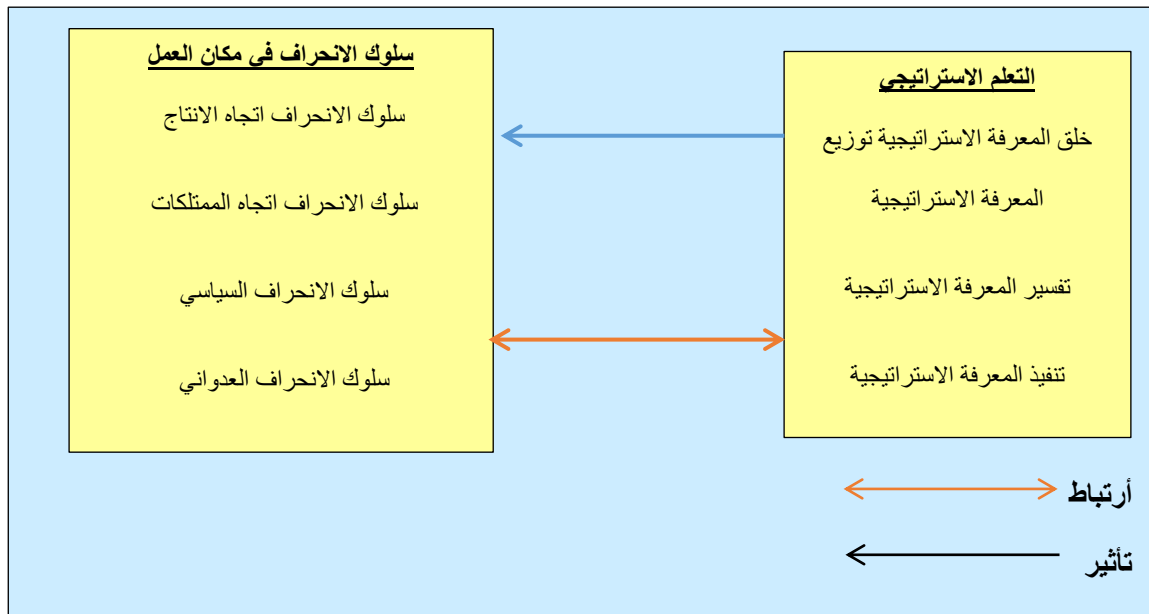 التعلم الاستراتيجي
خلق المعرفة الاستراتيجية توزيع
المعرفة الاستراتيجية
تفسير المعرفة الاستراتيجية
تنفيذ المعرفة الاستراتيجية
سلوك الانحراف في مكان العمل
سلوك الانحراف اتجاه الانتاج
سلوك الانحراف اتجاه الممتلكات
سلوك الانحراف السياسي
سلوك الانحراف العدواني
أرتباط
تأثير